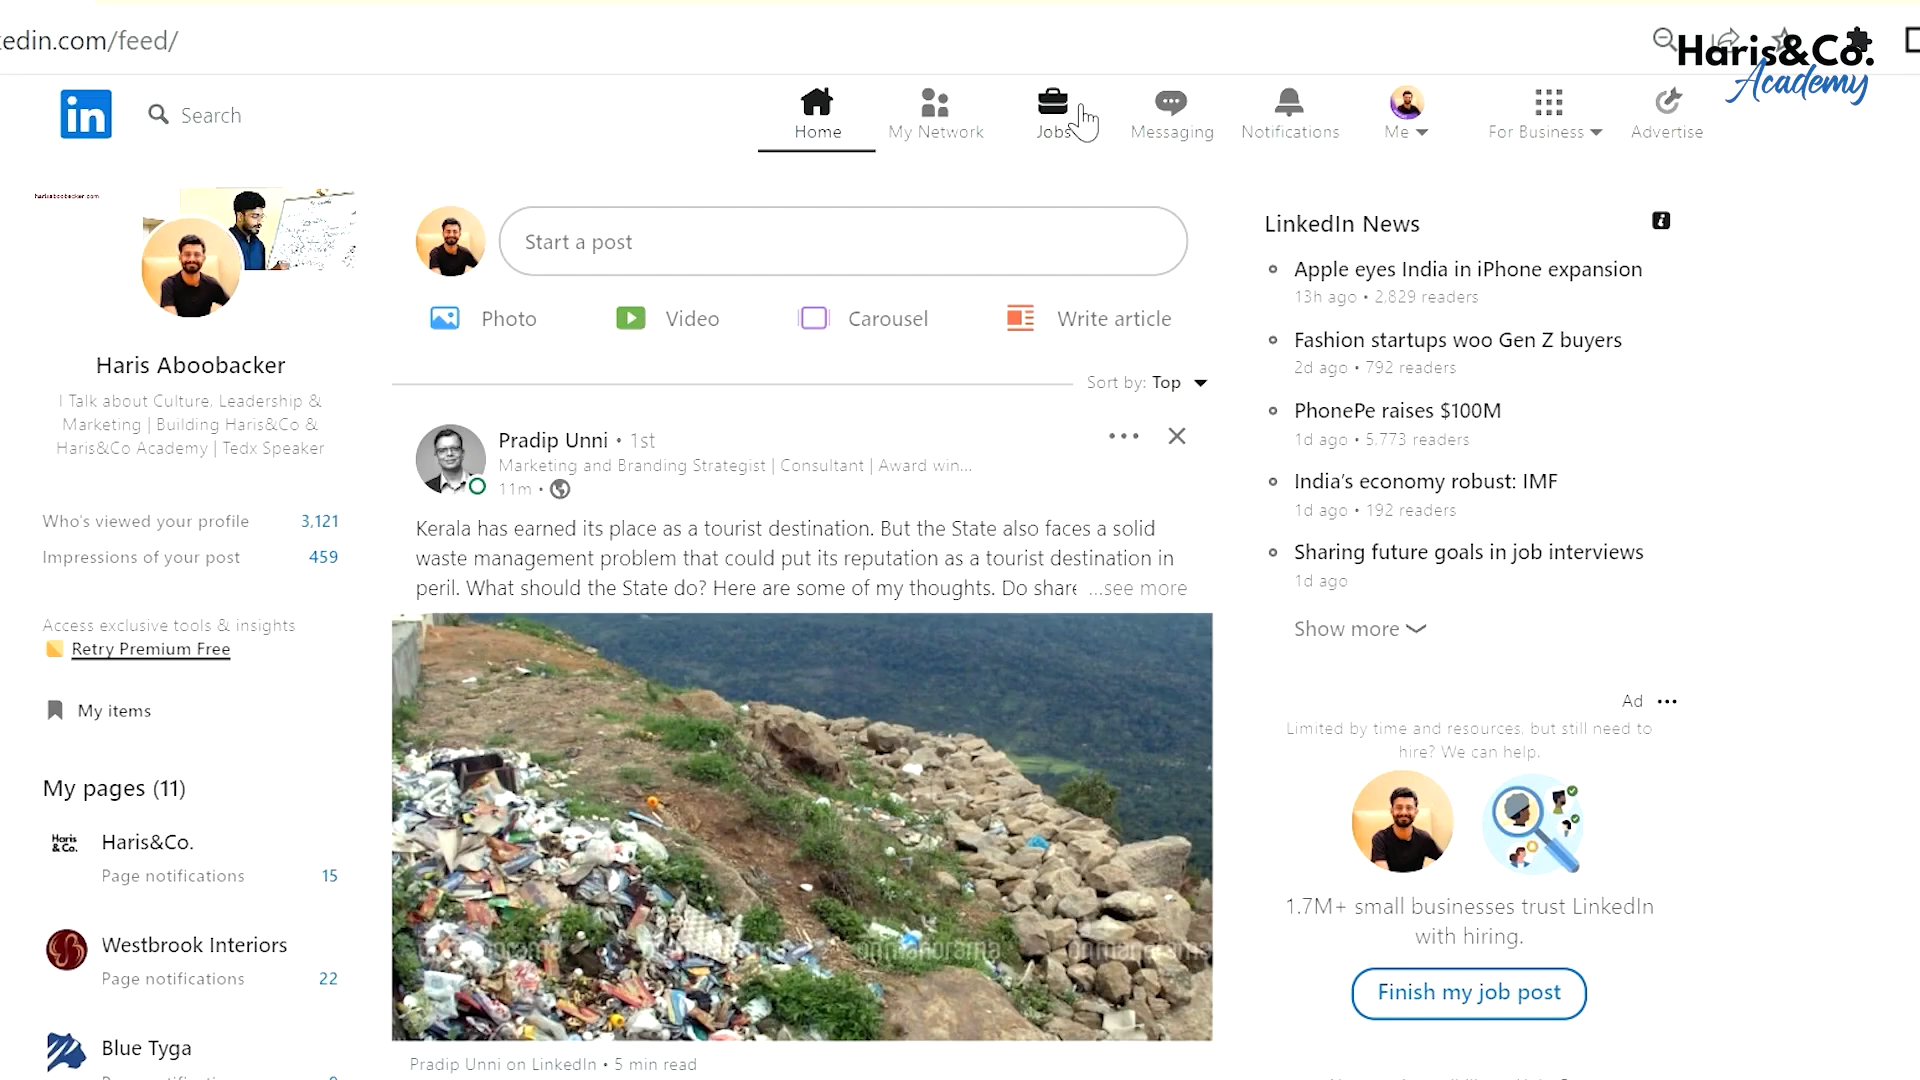 edin.com/feed/
Haris&Co.
Academy
in
Search
Home
My Network
Jobs
Messaging
Notifications
Me
For Business
Advertise
harisaboobacker.com
Haris Aboobacker
I Talk about Culture, Leadership &
Marketing | Building Haris&Co &
Haris&Co Academy | Tedx Speaker
Who's viewed your profile 3,121
Impressions of your post 459
Access exclusive tools & insights
Retry Premium Free
My items
My pages (11)
Haris
&Co.
Haris&Co.
Page notifications 15
Westbrook Interiors
Page notifications 22
Blue Tyga
Start a post
Photo
Video
Carousel
Write article
Sort by: Top
Pradip Unni • 1st
Marketing and Branding Strategist | Consultant | Award win...
11m •
Kerala has earned its place as a tourist destination. But the State also faces a solid
waste management problem that could put its reputation as a tourist destination in
peril. What should the State do? Here are some of my thoughts. Do share ...see more
onmanorama
onmanorama
Pradip Unni on LinkedIn • 5 min read
LinkedIn News
Apple eyes India in iPhone expansion
13h ago • 2,829 readers
Fashion startups woo Gen Z buyers
2d ago • 792 readers
PhonePe raises $100M
1d ago • 5,773 readers
India's economy robust: IMF
1d ago • 192 readers
Sharing future goals in job interviews
1d ago
Show more
Ad
Limited by time and resources, but still need to
hire? We can help.
1.7M+ small businesses trust LinkedIn
with hiring.
Finish my job post